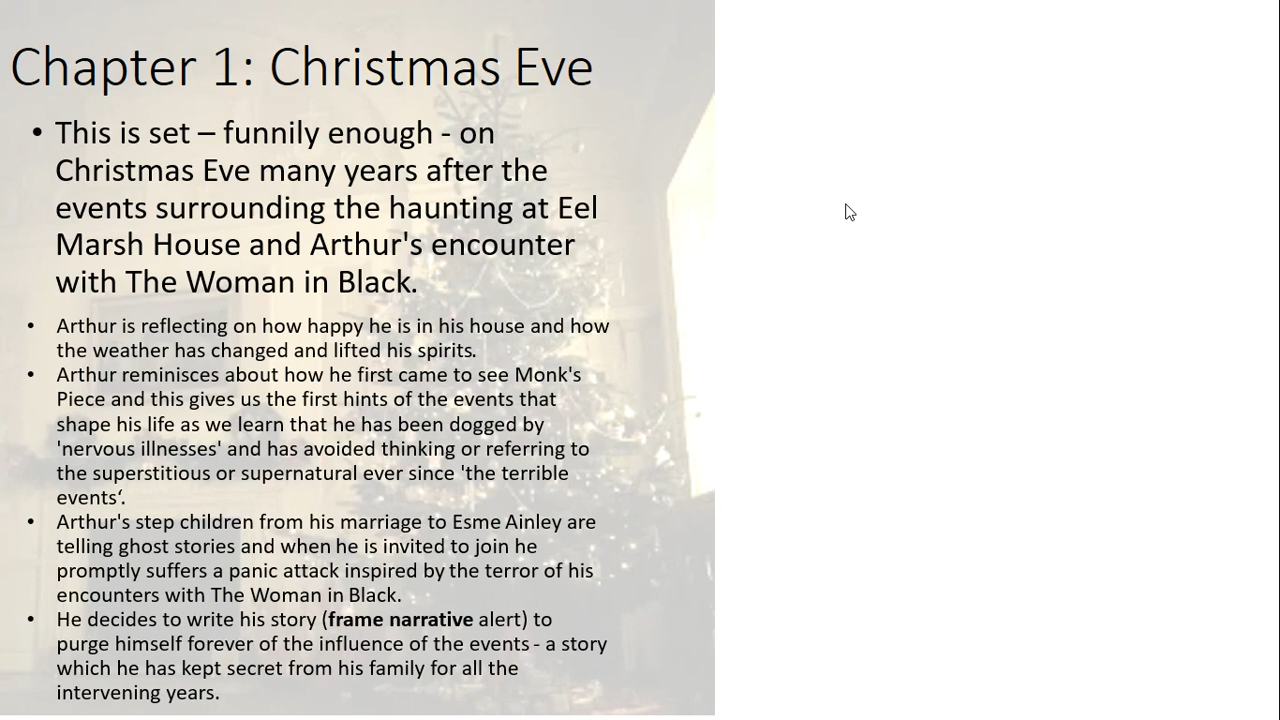 Chapter 1: Christmas Eve
• This is set – funnily enough - on
Christmas Eve many years after the
events surrounding the haunting at Eel
Marsh House and Arthur's encounter
with The Woman in Black.
• Arthur is reflecting on how happy he is in his house and how
the weather has changed and lifted his spirits.
• Arthur reminisces about how he first came to see Monk's
Piece and this gives us the first hints of the events that
shape his life as we learn that he has been dogged by
'nervous illnesses' and has avoided thinking or referring to
the superstitious or supernatural ever since 'the terrible
events‘.
• Arthur's step children from his marriage to Esme Ainley are
telling ghost stories and when he is invited to join he
promptly suffers a panic attack inspired by the terror of his
encounters with The Woman in Black.
• He decides to write his story (frame narrative alert) to
purge himself forever of the influence of the events - a story
which he has kept secret from his family for all the
intervening years.